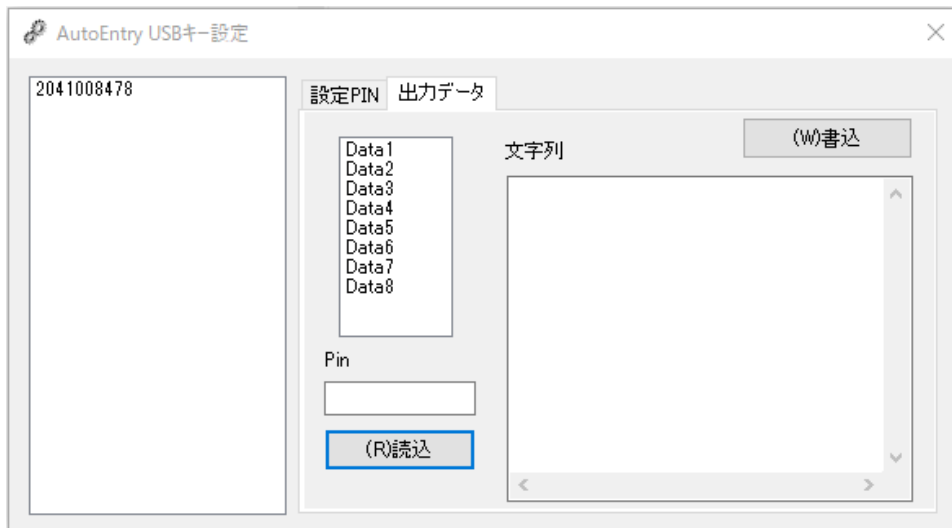 AutoEntry USBキー設定
2041008478
設定PIN
出力データ
Data1
Data2
Data3
Data4
Data5
Data6
Data7
Data8
Pin
(R)読込
文字列
(W)書込